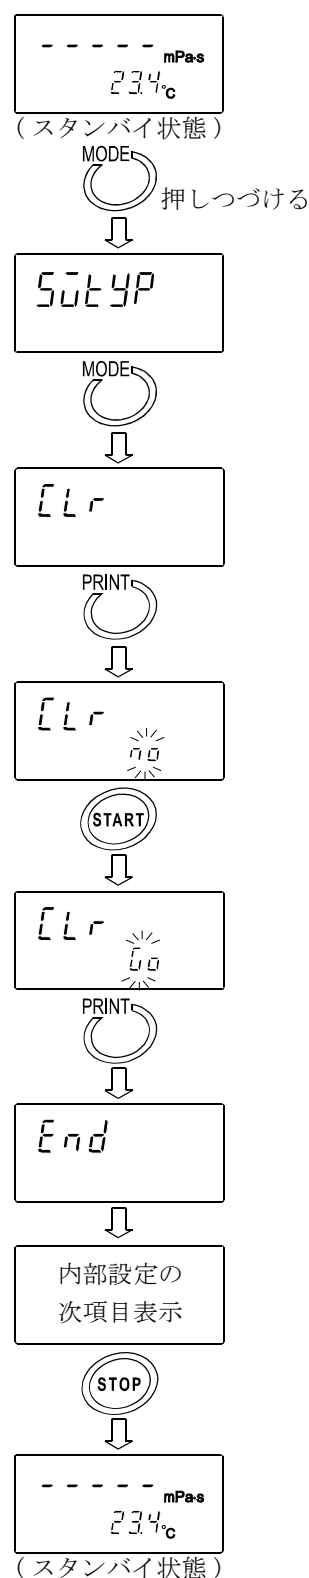 - - - - - mPa·s
23.4℃
(スタンバイ状態)
MODE
押しつづける
SūtYP
MODE
CLr
PRINT
CLr
no
START
CLr
Go
PRINT
End
内部設定の
次項目表示
STOP
- - - - - mPa·s
23.4℃
(スタンバイ状態)